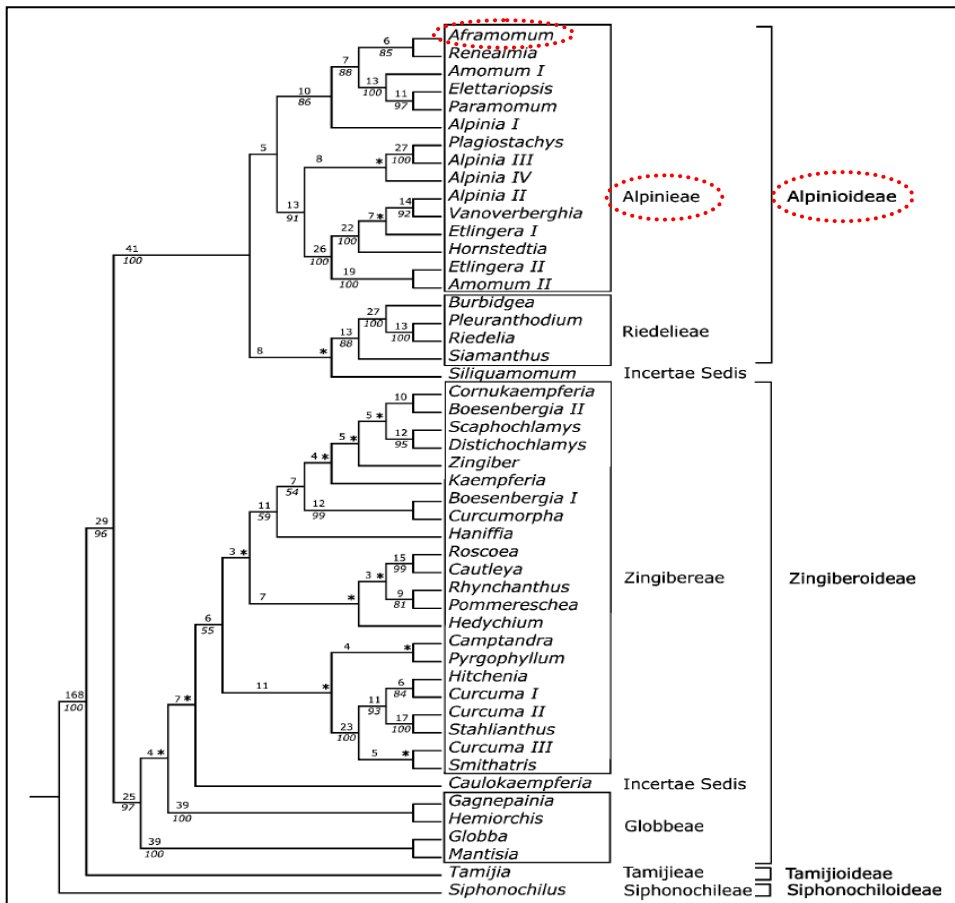 Aframomum
Renealmia
Amomum I
Elettariopsis
Paramomum
Alpinia I
Plagiostachys
Alpinia III
Alpinia IV
Alpinia II
Vanoverberghia
Etlingera I
Hornstedtia
Etlingera II
Amomum II
Alpinieae
Alpinioideae
Burbidgea
Pleuranthodium
Riedelia
Siamanthus
Riedelieae
Siliquamomum Incertae Sedis
Cornukaempferia
Boesenbergia II
Scaphochlamys
Distichochlamys
Zingiber
Kaempferia
Boesenbergia I
Curcumorpha
Haniffia
Roscoea
Cautleya
Rhynchanthus
Pommereschea
Hedychium
Camptandra
Pyrgophyllum
Hitchenia
Curcuma I
Curcuma II
Stahlianthus
Curcuma III
Smithatris
Zingibereae
Zingiberoideae
Caulokaempferia Incertae Sedis
Gagnepainia
Hemiorchis
Globba
Mantisia
Globbeae
Tamijia Tamijieae Tamijioideae
Siphonochilus Siphonochileae Siphonochiloideae
6
85
7
88
13
100
11
97
10
86
5
8 *
27
100
13
91
14
92
7 *
22
100
26
100
19
100
41
100
27
100
13
100
13
88
8 *
10
5 *
12
95
5 *
4 *
7
54
12
99
11
59
3 *
15
99
3 *
9
81
7 *
6
55
4 *
11 *
6
84
11
93
17
100
23
100
5 *
7 *
4 *
39
100
39
100
25
97
29
96
168
100